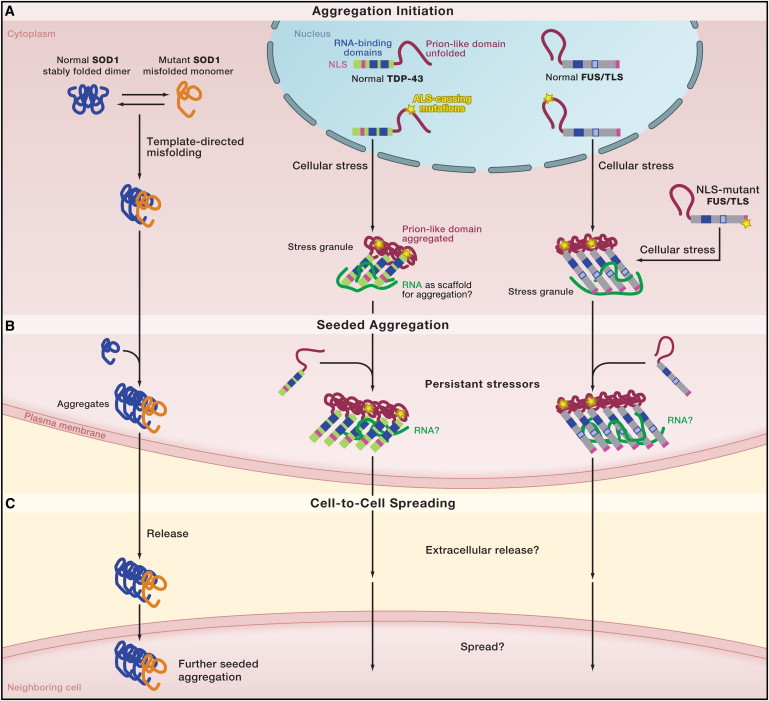 A
Aggregation Initiation
Cytoplasm
Nucleus
Normal SOD1
stably folded dimer
Mutant SOD1
misfolded monomer
RNA-binding
domains
Prion-like domain
unfolded
NLS
Normal TDP-43
Normal FUS/TLS
ALS-causing
mutations
Template-directed
misfolding
Cellular stress
Cellular stress
NLS-mutant
FUS/TLS
Cellular stress
Prion-like domain
aggregated
Stress granule
RNA as scaffold
for aggregation?
Stress granule
B
Seeded Aggregation
Persistant stressors
Aggregates
RNA?
RNA?
Plasma membrane
C
Cell-to-Cell Spreading
Release
Extracellular release?
Spread?
Further seeded
aggregation
Neighboring cell